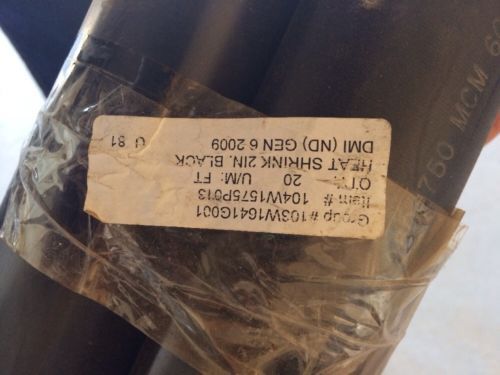 Group #103W1641G001
Item # 104W1575P013
QTY: 20 U/M: FT
HEAT SHRINK 2IN, BLACK
DMI (ND) GEN 6 2009 U 81
750 MCM